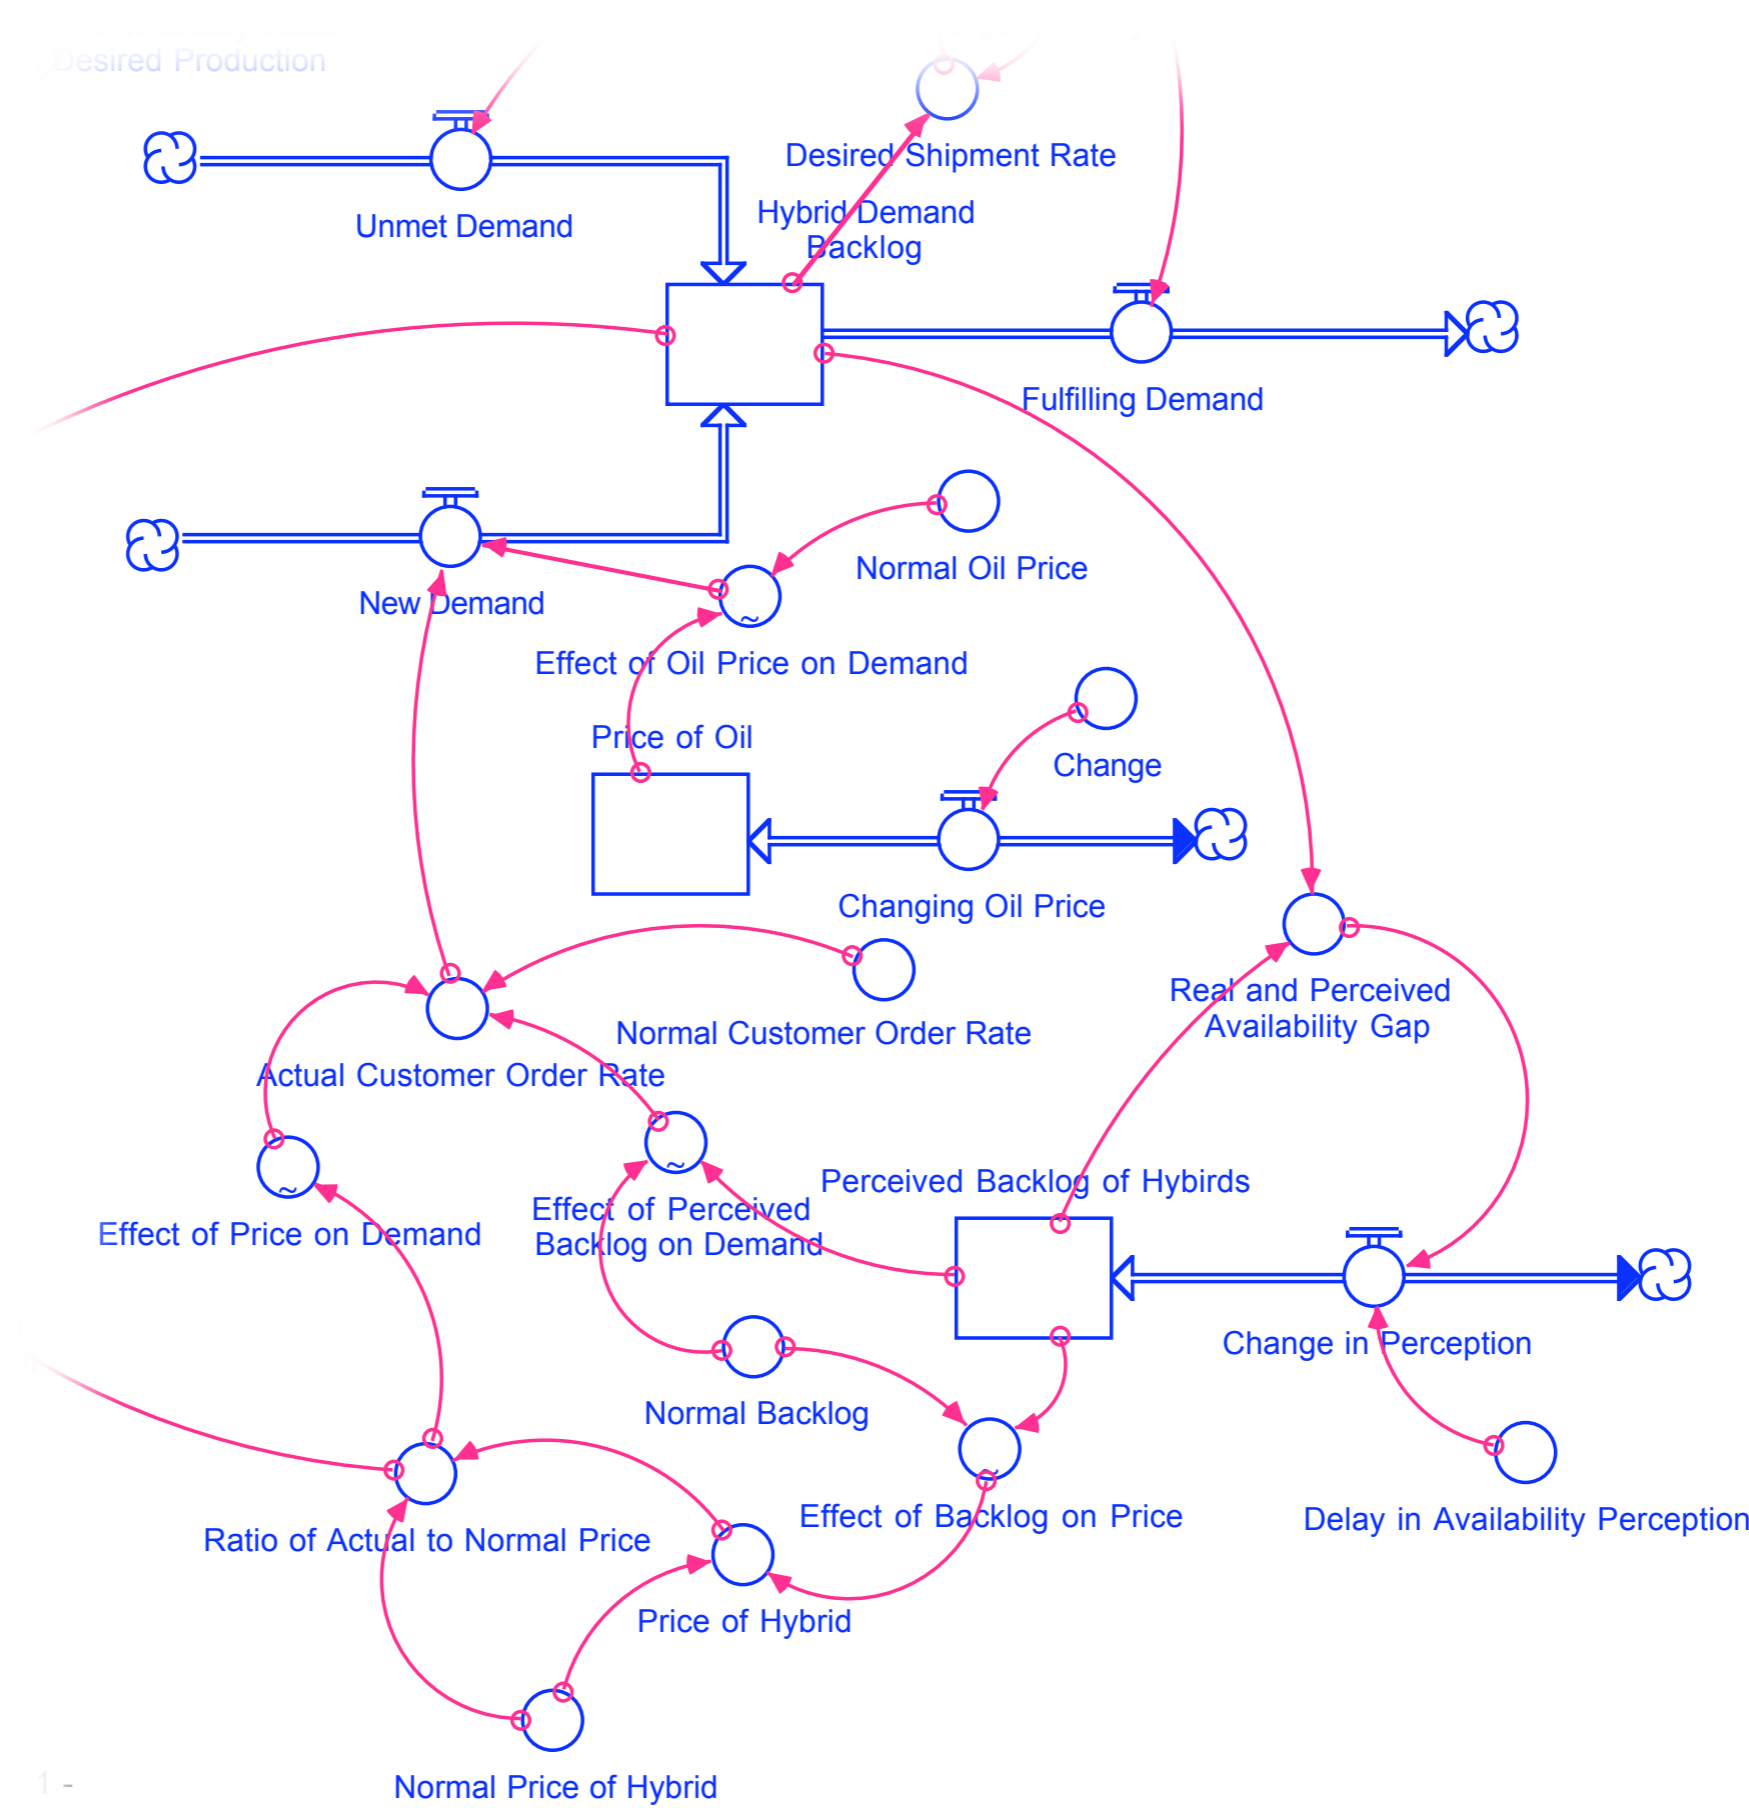 Desired Production
Desired Shipment Rate
Unmet Demand
Hybrid Demand
Backlog
Fulfilling Demand
Normal Oil Price
New Demand
Effect of Oil Price on Demand
Price of Oil
Change
Changing Oil Price
Real and Perceived
Availability Gap
Normal Customer Order Rate
Actual Customer Order Rate
Perceived Backlog of Hybirds
Effect of Perceived
Backlog on Demand
Effect of Price on Demand
Change in Perception
Normal Backlog
Effect of Backlog on Price
Delay in Availability Perception
Ratio of Actual to Normal Price
Price of Hybrid
Normal Price of Hybrid
1 -